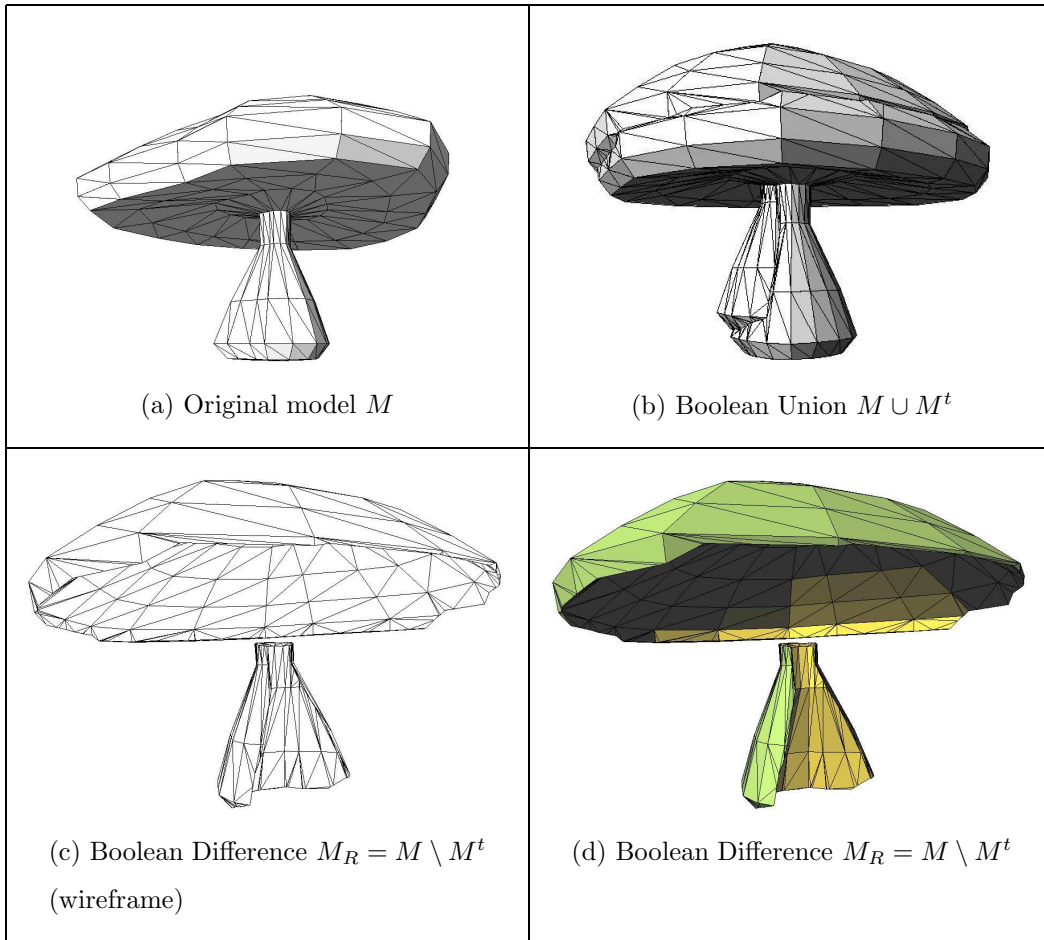 (a) Original model M
(b) Boolean Union M ∪ M^t
(c) Boolean Difference M_R = M \ M^t
(wireframe)
(d) Boolean Difference M_R = M \ M^t